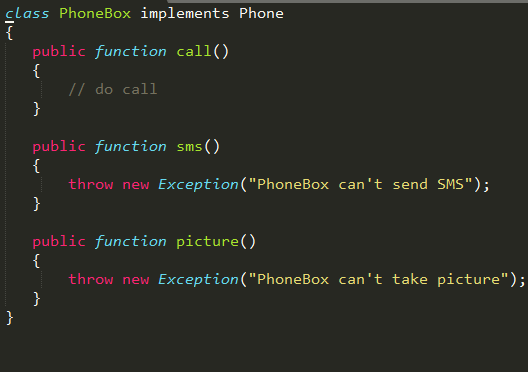 class PhoneBox implements Phone
{
public function call()
{
// do call
}
public function sms()
{
throw new Exception("PhoneBox can't send SMS");
}
public function picture()
{
throw new Exception("PhoneBox can't take picture");
}
}